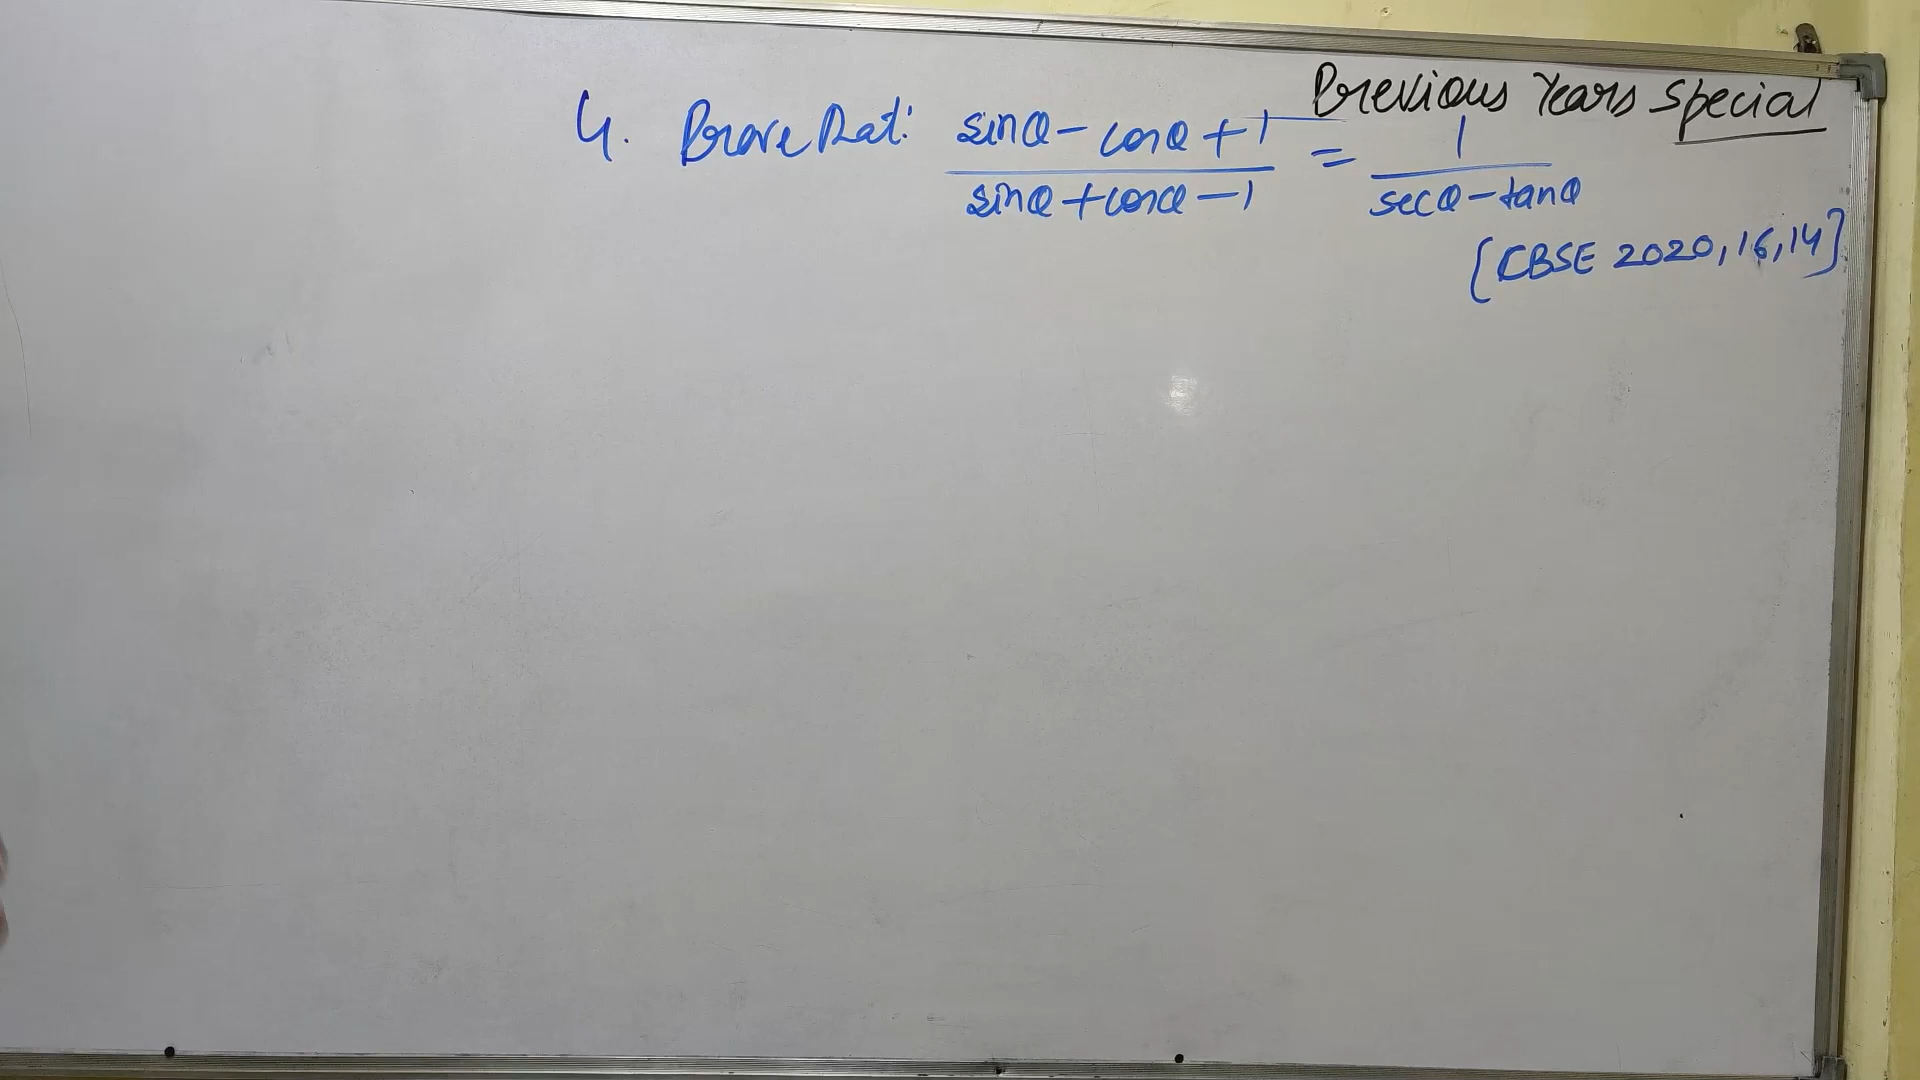 Previous Years Special
4. Prove that: (sinθ - cosθ + 1)/(sinθ + cosθ - 1) = 1/(secθ - tanθ)
[CBSE 2020, 16, 14]